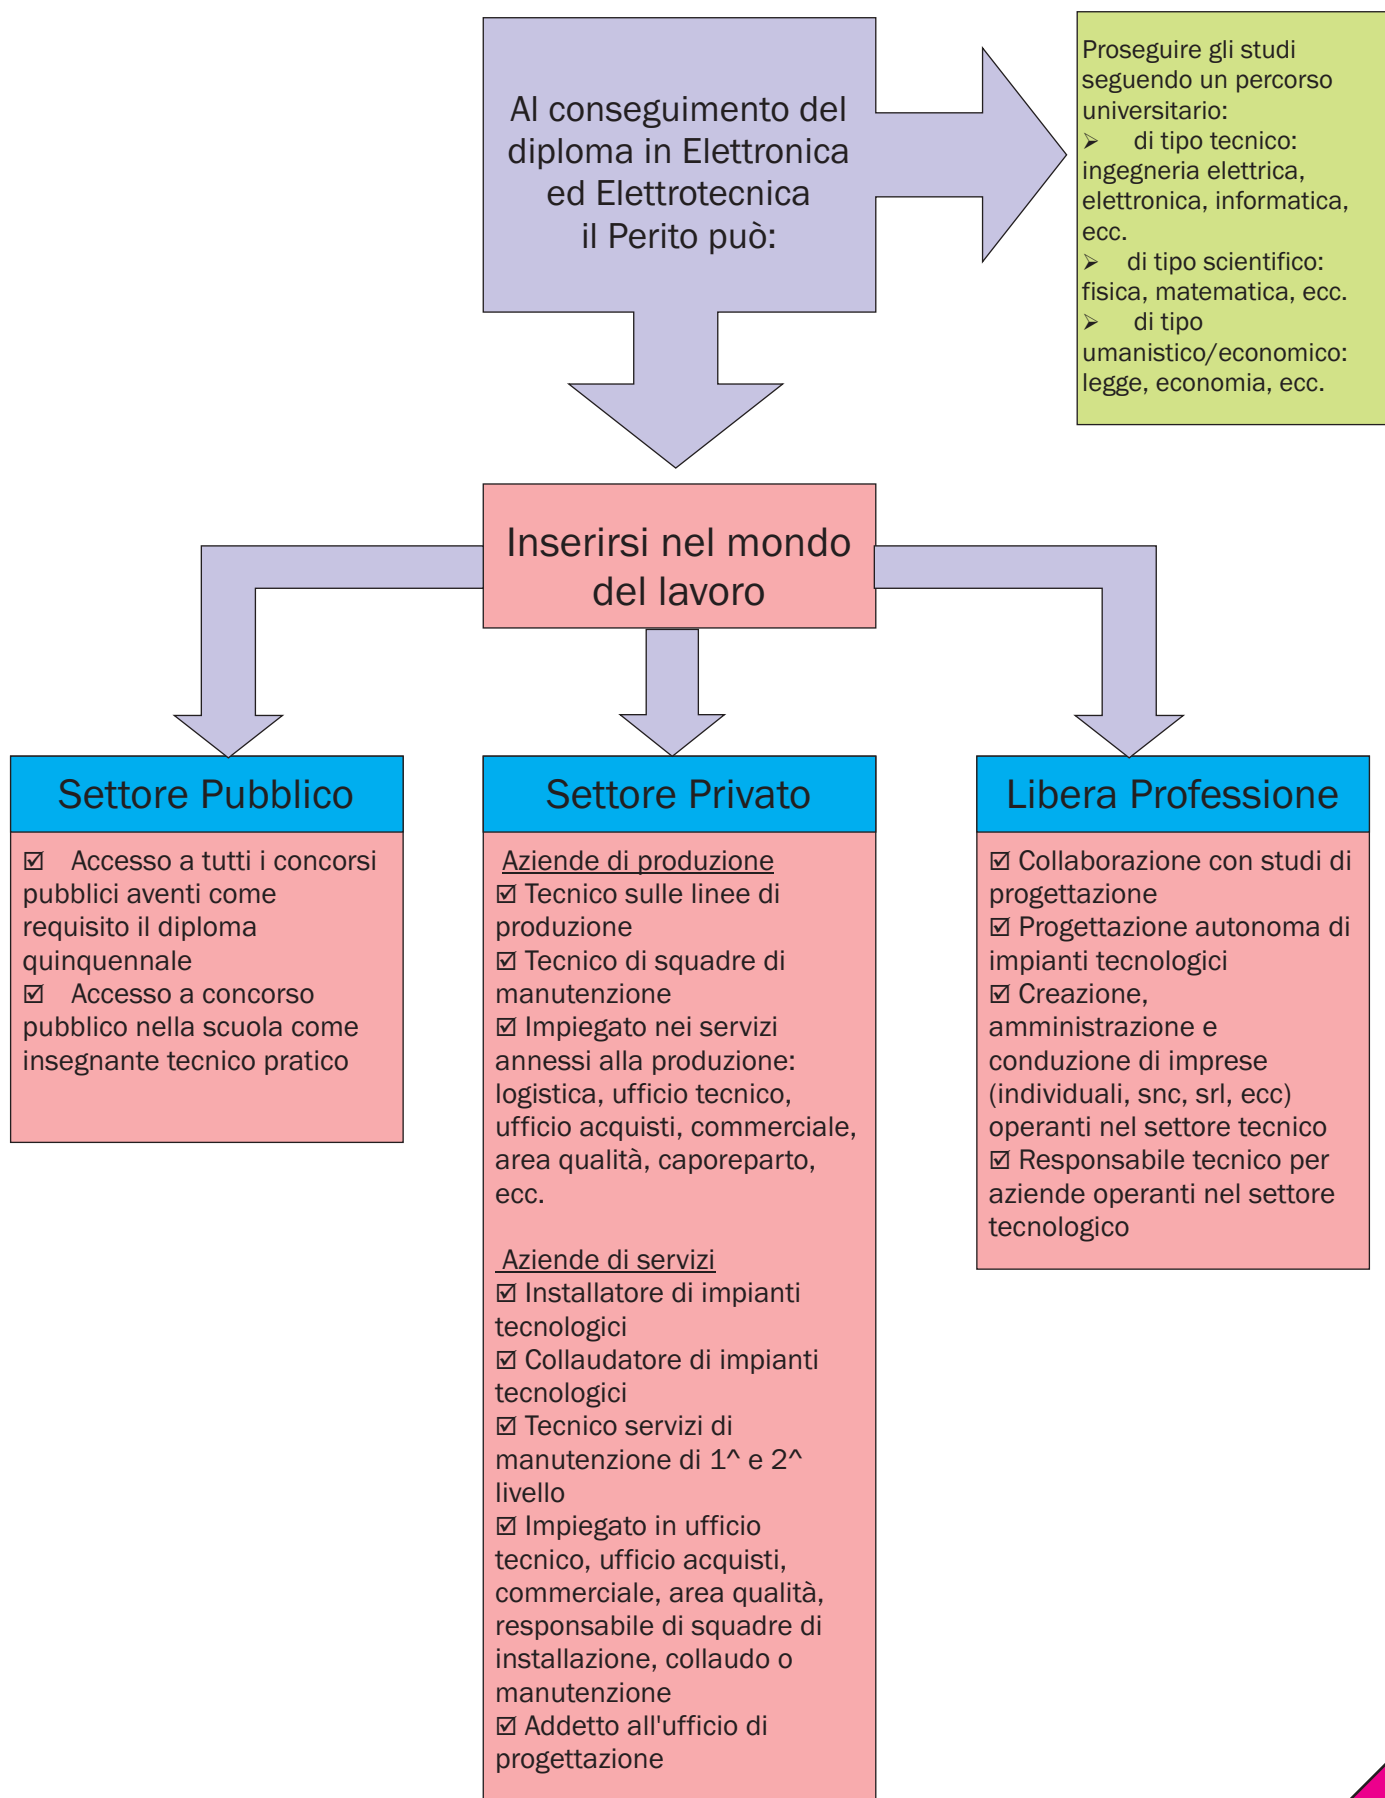 Al conseguimento del
diploma in Elettronica
ed Elettrotecnica
il Perito può:
Proseguire gli studi
seguendo un percorso
universitario:
➢ di tipo tecnico:
ingegneria elettrica,
elettronica, informatica,
ecc.
➢ di tipo scientifico:
fisica, matematica, ecc.
➢ di tipo
umanistico/economico:
legge, economia, ecc.
Inserirsi nel mondo
del lavoro
Settore Pubblico
☑ Accesso a tutti i concorsi
pubblici aventi come
requisito il diploma
quinquennale
☑ Accesso a concorso
pubblico nella scuola come
insegnante tecnico pratico
Settore Privato
Aziende di produzione
☑ Tecnico sulle linee di
produzione
☑ Tecnico di squadre di
manutenzione
☑ Impiegato nei servizi
annessi alla produzione:
logistica, ufficio tecnico,
ufficio acquisti, commerciale,
area qualità, caporeparto,
ecc.
Aziende di servizi
☑ Installatore di impianti
tecnologici
☑ Collaudatore di impianti
tecnologici
☑ Tecnico servizi di
manutenzione di 1^ e 2^
livello
☑ Impiegato in ufficio
tecnico, ufficio acquisti,
commerciale, area qualità,
responsabile di squadre di
installazione, collaudo o
manutenzione
☑ Addetto all'ufficio di
progettazione
Libera Professione
☑ Collaborazione con studi di
progettazione
☑ Progettazione autonoma di
impianti tecnologici
☑ Creazione,
amministrazione e
conduzione di imprese
(individuali, snc, srl, ecc)
operanti nel settore tecnico
☑ Responsabile tecnico per
aziende operanti nel settore
tecnologico